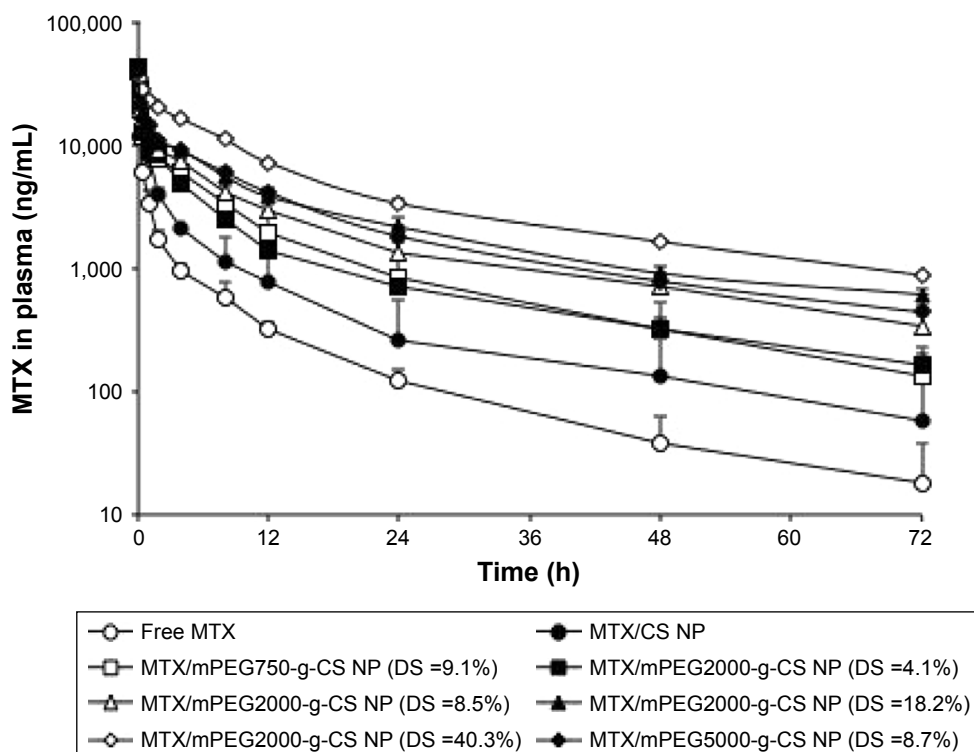 100,000
10,000
1,000
100
10
MTX in plasma (ng/mL)
0 12 24 36 48 60 72
Time (h)
Free MTX MTX/CS NP
MTX/mPEG750-g-CS NP (DS =9.1%) MTX/mPEG2000-g-CS NP (DS =4.1%)
MTX/mPEG2000-g-CS NP (DS =8.5%) MTX/mPEG2000-g-CS NP (DS =18.2%)
MTX/mPEG2000-g-CS NP (DS =40.3%) MTX/mPEG5000-g-CS NP (DS =8.7%)